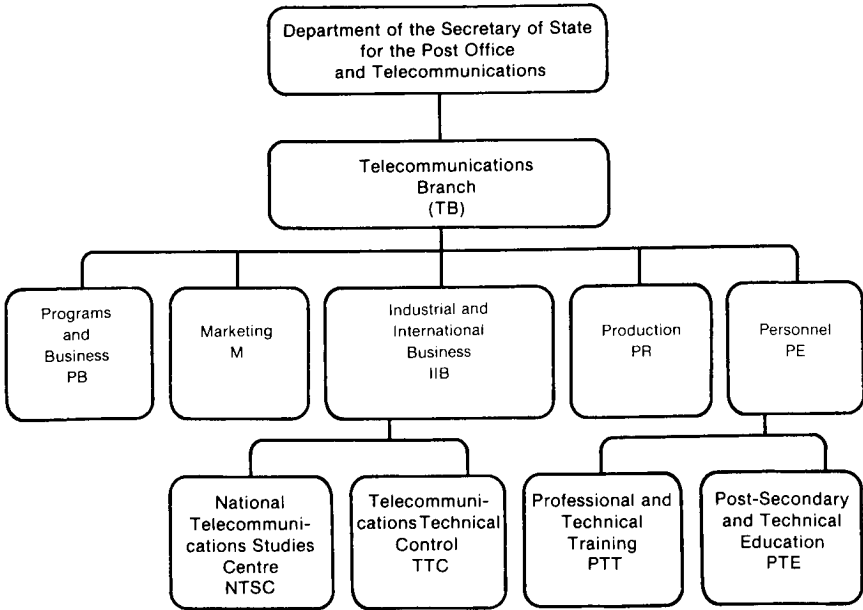 Department of the Secretary of State
for the Post Office
and Telecommunications
Telecommunications
Branch
(TB)
Programs
and
Business
PB
Marketing
M
Industrial and
International
Business
IIB
Production
PR
Personnel
PE
National
Telecommuni-
cations Studies
Centre
NTSC
Telecommuni-
cations Technical
Control
TTC
Professional and
Technical
Training
PTT
Post-Secondary
and Technical
Education
PTE